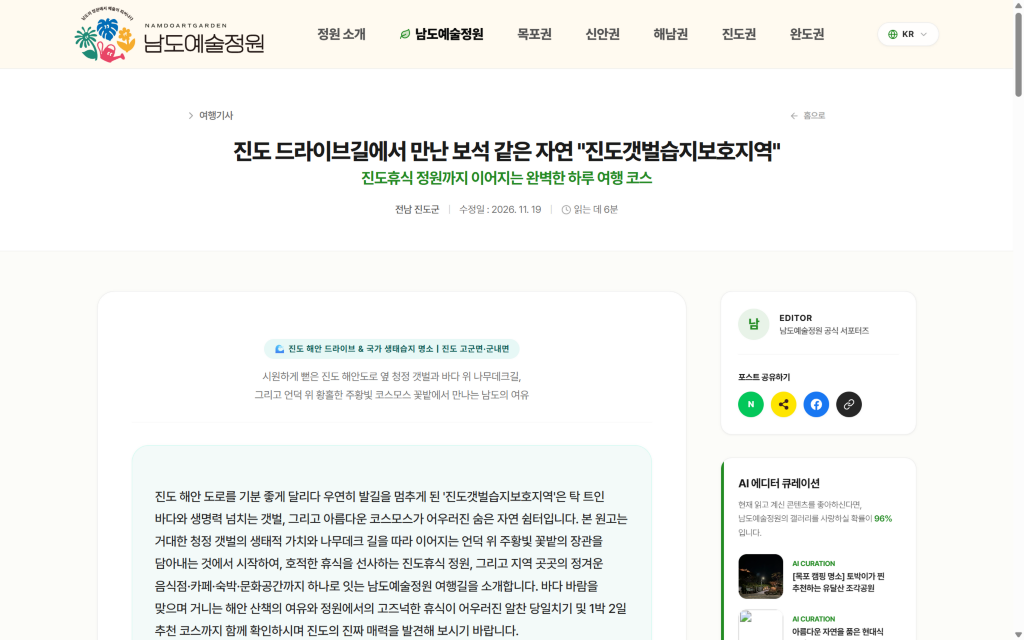 남도의 정원에서 예술이 피어나다
NAMDOARTGARDEN
남도예술정원
정원 소개
남도예술정원
목포권
신안권
해남권
진도권
완도권
KR
여행기사
홈으로
진도 드라이브길에서 만난 보석 같은 자연 "진도갯벌습지보호지역"
진도휴식 정원까지 이어지는 완벽한 하루 여행 코스
전남 진도군
수정일 : 2026. 11. 19
읽는 데 6분
진도 해안 드라이브 & 국가 생태습지 명소 | 진도 고군면·군내면
시원하게 뻗은 진도 해안도로 옆 청정 갯벌과 바다 위 나무데크길,
그리고 언덕 위 황홀한 주황빛 코스모스 꽃밭에서 만나는 남도의 여유
진도 해안 도로를 기분 좋게 달리다 우연히 발길을 멈추게 된 '진도갯벌습지보호지역'은 탁 트인
바다와 생명력 넘치는 갯벌, 그리고 아름다운 코스모스가 어우러진 숨은 자연 쉼터입니다. 본 원고는
거대한 청정 갯벌의 생태적 가치와 나무데크 길을 따라 이어지는 언덕 위 주황빛 꽃밭의 장관을
담아내는 것에서 시작하여, 호젓한 휴식을 선사하는 진도휴식 정원, 그리고 지역 곳곳의 정겨운
음식점·카페·숙박·문화공간까지 하나로 잇는 남도예술정원 여행길을 소개합니다. 바다 바람을
맞으며 거니는 해안 산책의 여유와 정원에서의 고즈넉한 휴식이 어우러진 알찬 당일치기 및 1박 2일
추천 코스까지 함께 확인하시며 진도의 진짜 매력을 발견해 보시기 바랍니다.
남
EDITOR
남도예술정원 공식 서포터즈
포스트 공유하기
N
AI 에디터 큐레이션
현재 읽고 계신 콘텐츠를 좋아하신다면,
남도예술정원의 갤러리를 사랑하실 확률이 96%
입니다.
AI CURATION
[목포 캠핑 명소] 토박이가 찐
추천하는 유달산 조각공원
AI CURATION
아름다운 자연을 품은 현대식